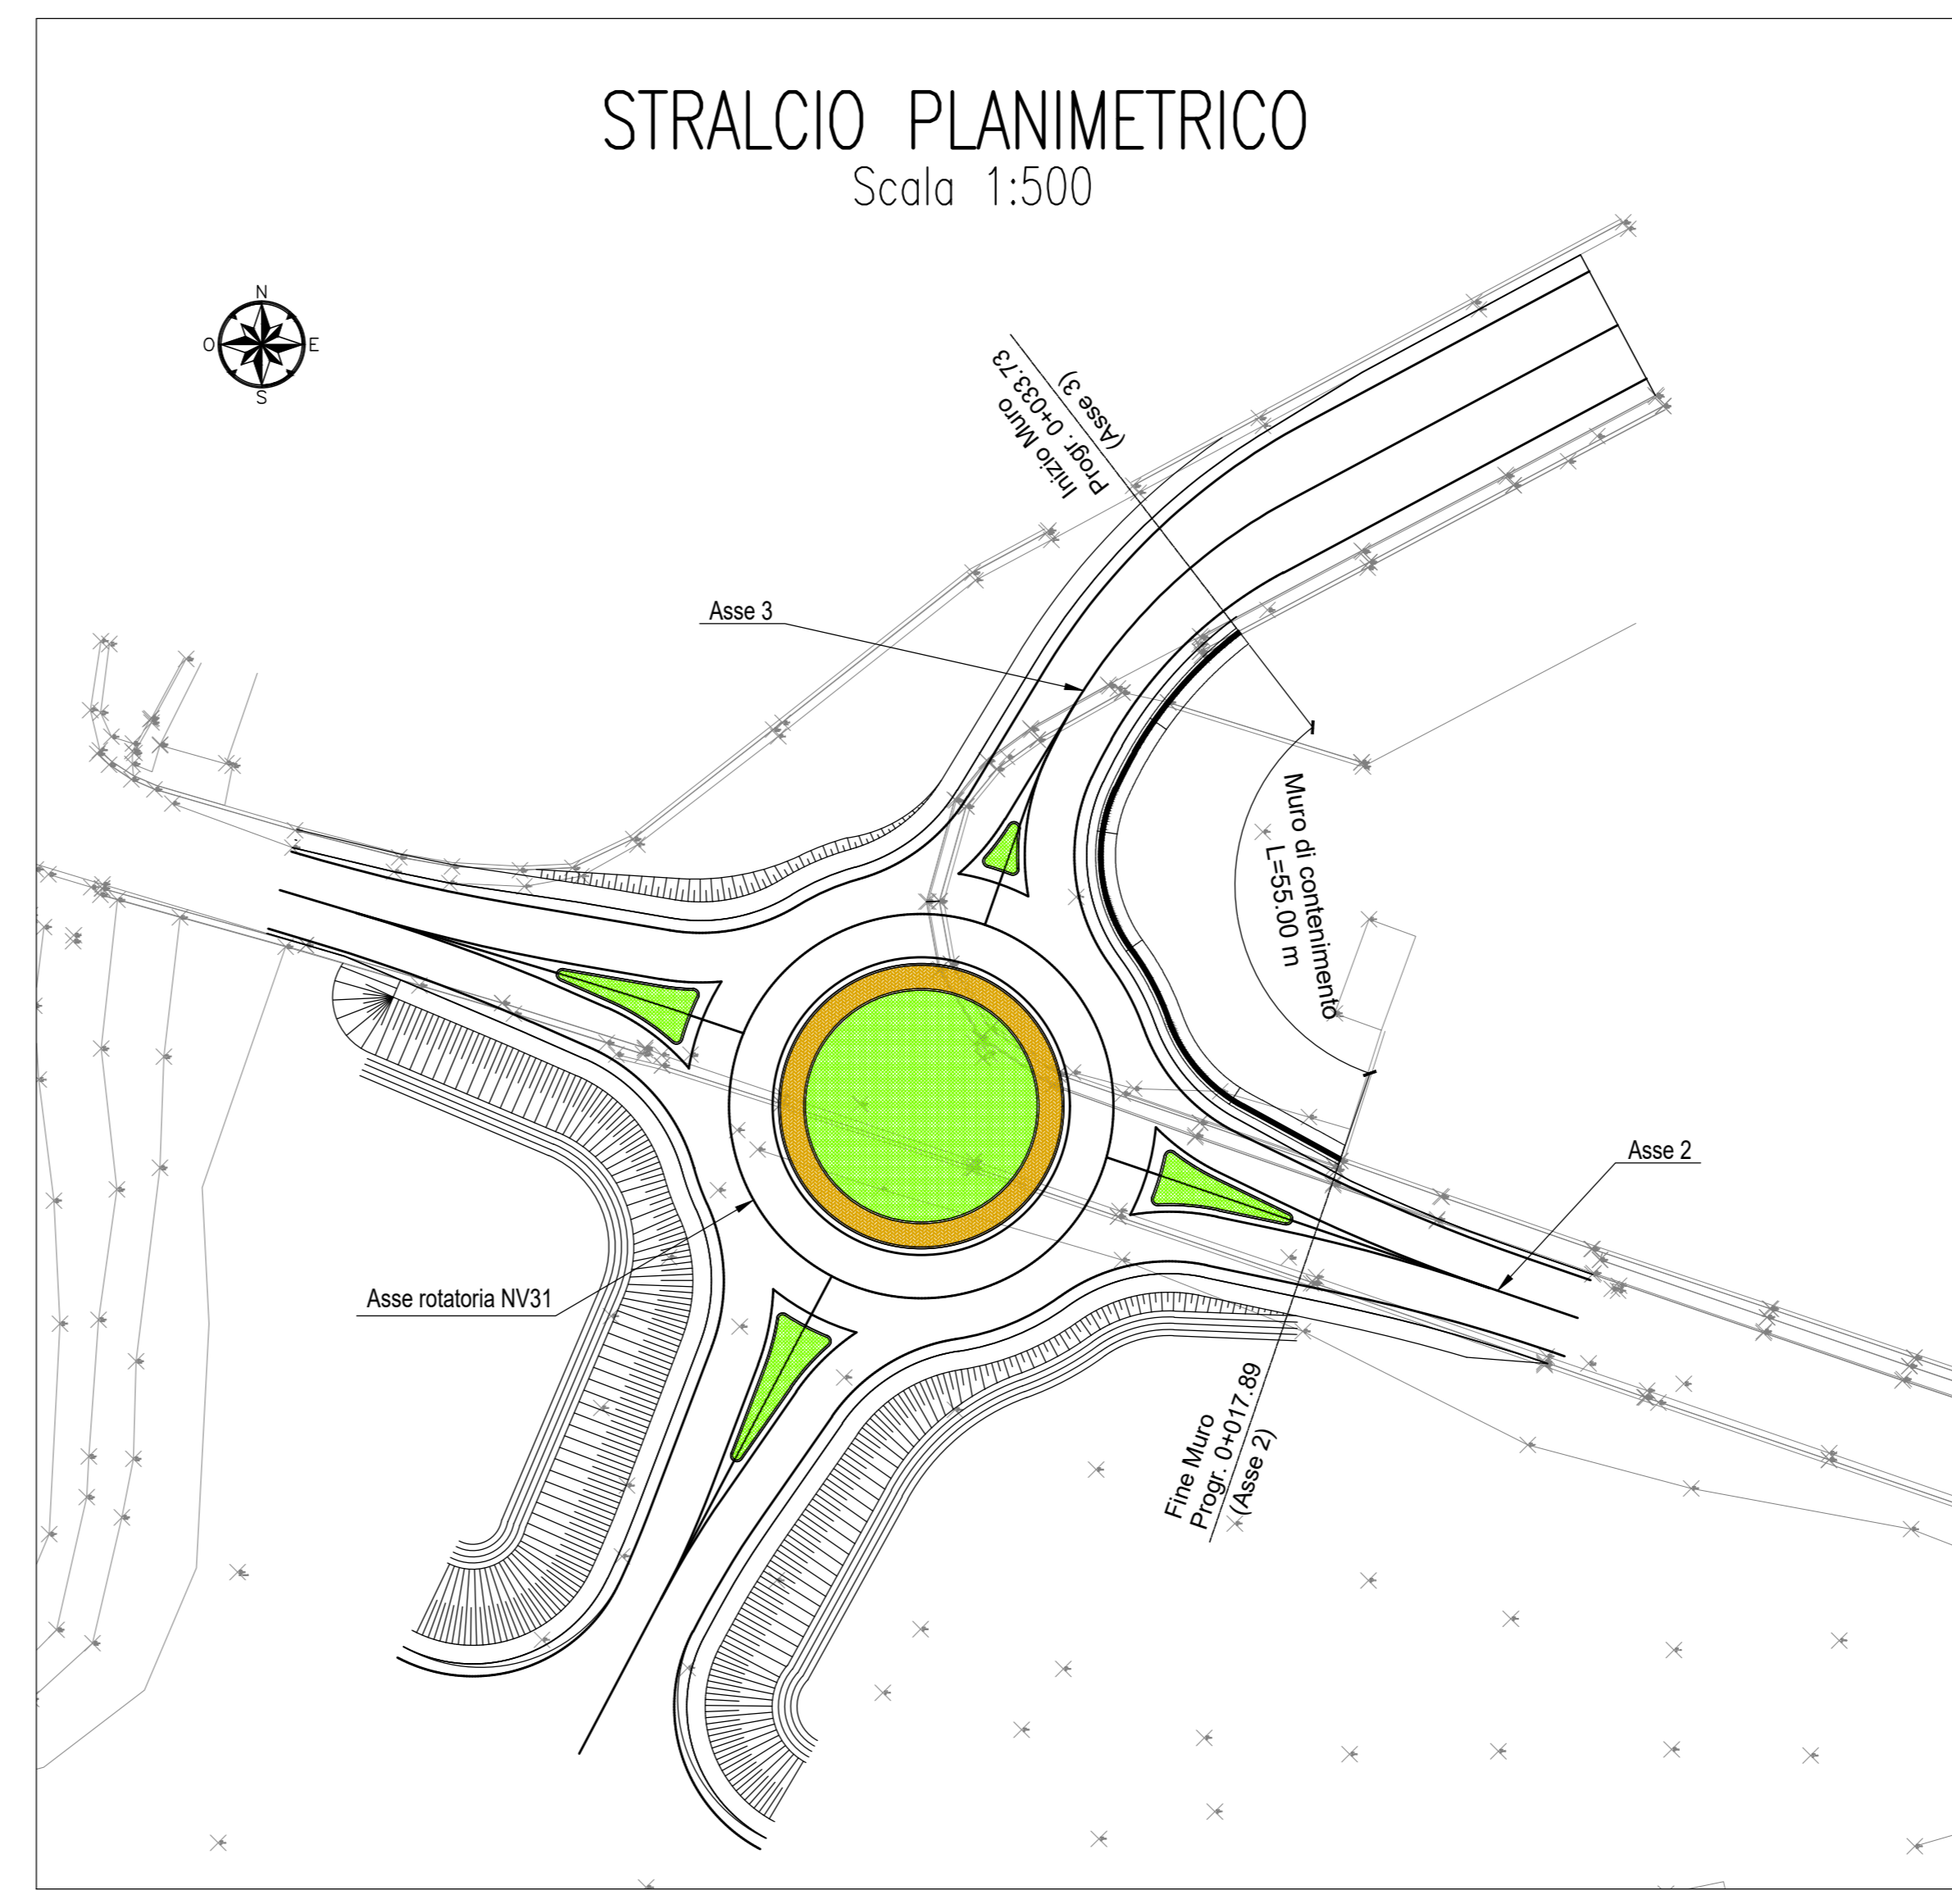 STRALCIO PLANIMETRICO
Scala 1:500
N
O
E
S
Inizio Muro
Progr. 0+033.73
(Asse 3)
Asse 3
Muro di contenimento
L=55.00 m
Asse 2
Asse rotatoria NV31
Fine Muro
Progr. 0+017.89
(Asse 2)